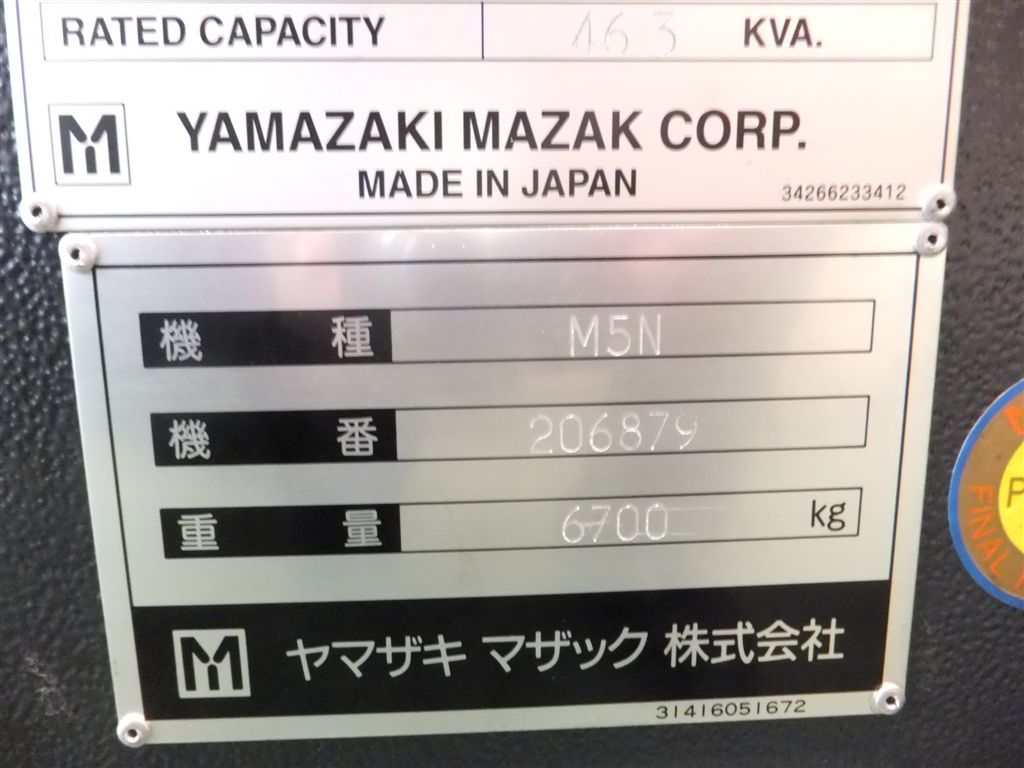 RATED CAPACITY 46.3 KVA.
YAMAZAKI MAZAK CORP.
MADE IN JAPAN
34266233412
機 種 M5N
機 番 206879
重 量 6700 kg
ヤマザキ マザック 株式会社
31416051672
FINAL